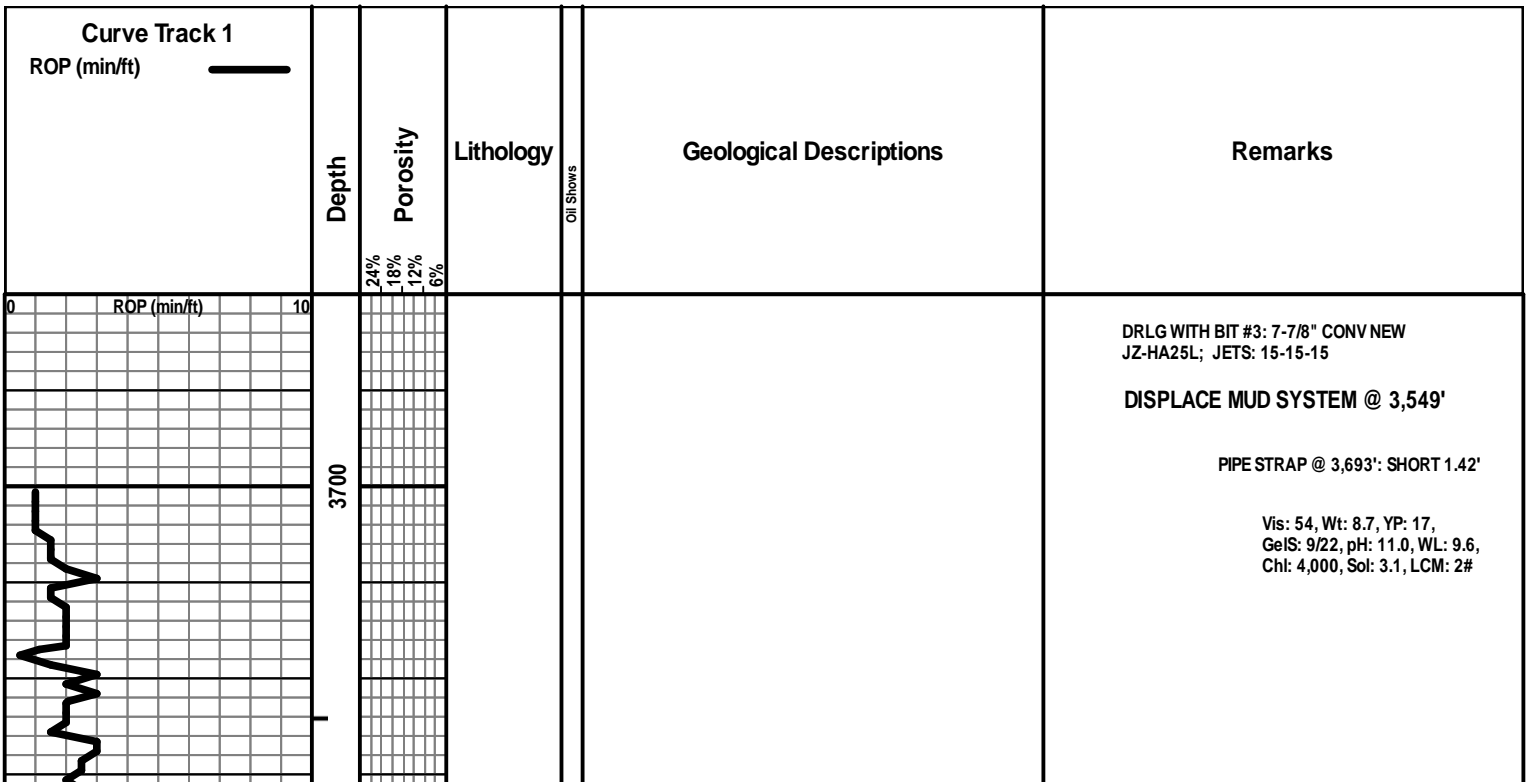 Curve Track 1
ROP (min/ft)
Depth
Porosity
24%
18%
12%
6%
Lithology
Oil Shows
Geological Descriptions
Remarks
0 ROP (min/ft) 10
3700
DRLG WITH BIT #3: 7-7/8" CONV NEW
JZ-HA25L; JETS: 15-15-15
DISPLACE MUD SYSTEM @ 3,549'
PIPE STRAP @ 3,693': SHORT 1.42'
Vis: 54, Wt: 8.7, YP: 17,
GelS: 9/22, pH: 11.0, WL: 9.6,
Chl: 4,000, Sol: 3.1, LCM: 2#